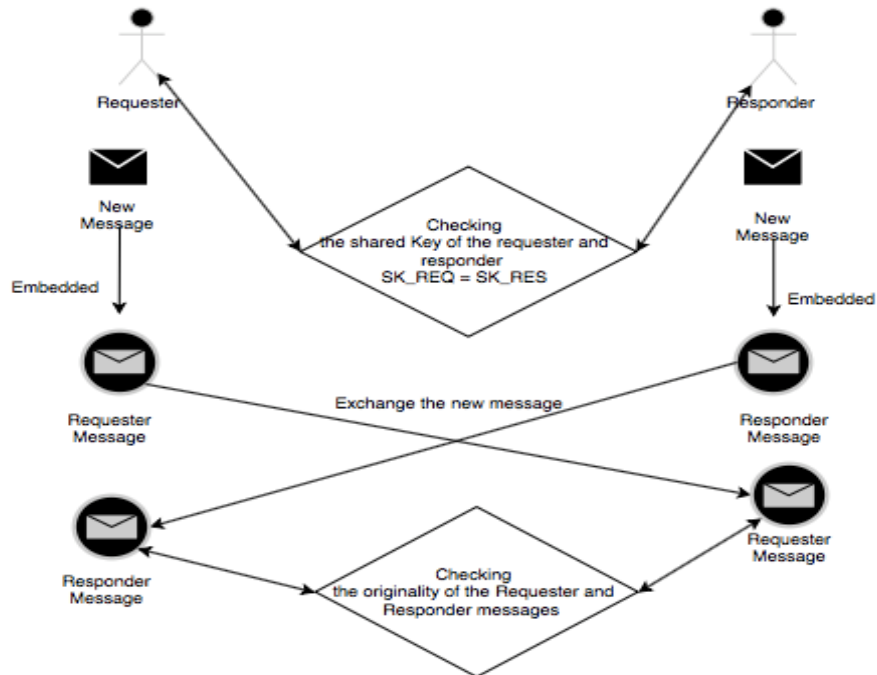 Requester
Responder
New
Message
New
Message
Checking
the shared Key of the requester and
responder
SK_REQ = SK_RES
Embedded
Embedded
Exchange the new message
Requester
Message
Responder
Message
Responder
Message
Requester
Message
Checking
the originality of the Requester and
Responder messages